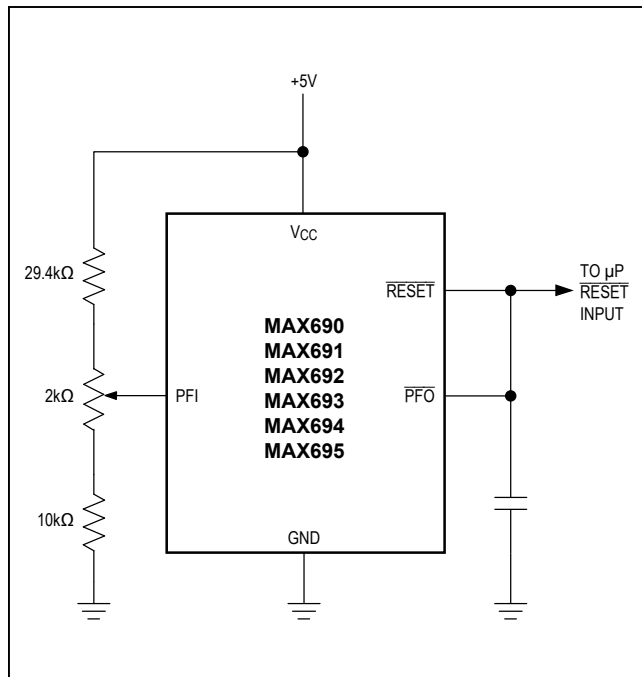 +5V
VCC
29.4kΩ
RESET
TO µP
RESET
INPUT
MAX690
MAX691
MAX692
MAX693
MAX694
MAX695
2kΩ
PFI
PFO
10kΩ
GND